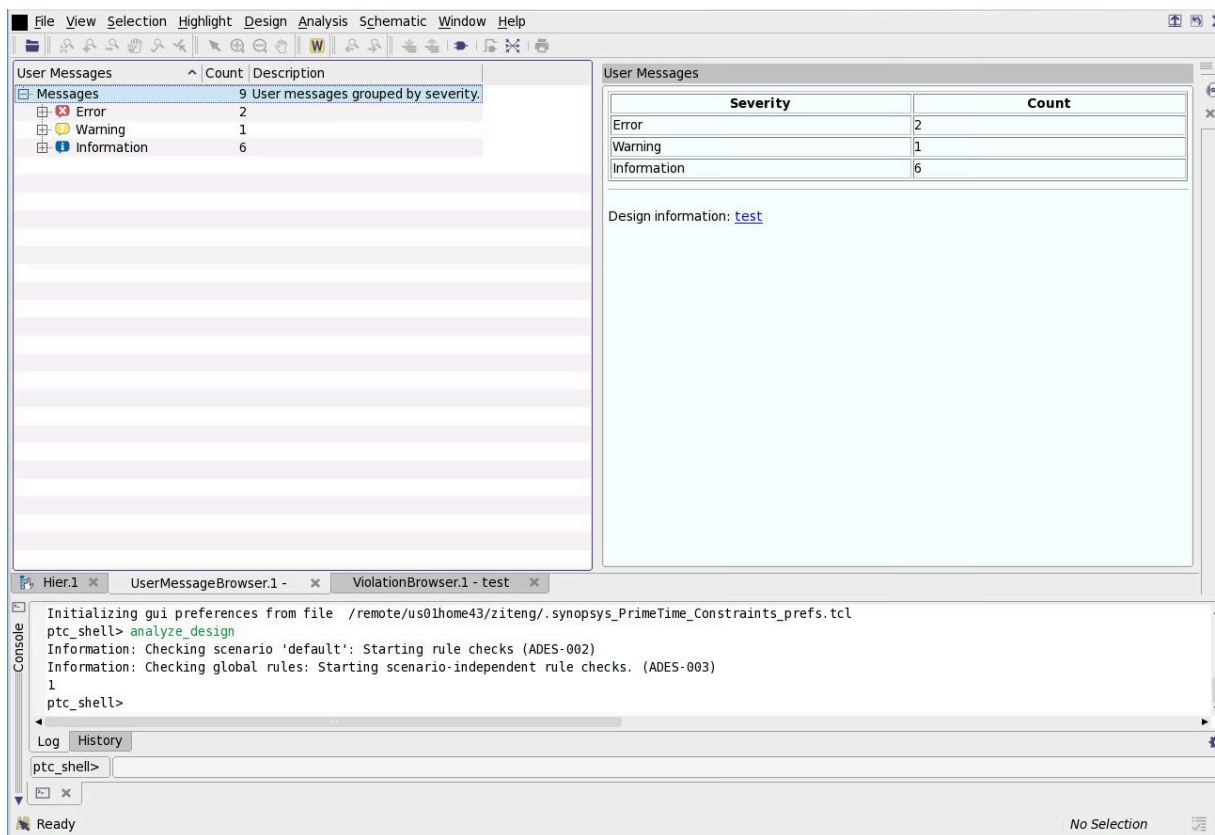 File View Selection Highlight Design Analysis Schematic Window Help
W
User Messages Count Description
Messages 9 User messages grouped by severity.
Error 2
Warning 1
Information 6
User Messages
Severity Count
Error 2
Warning 1
Information 6
Design information: test
Hier.1 UserMessageBrowser.1 - ViolationBrowser.1 - test
Console
Initializing gui preferences from file /remote/us01home43/ziteng/.synopsys_PrimeTime_Constraints_prefs.tcl
ptc_shell> analyze_design
Information: Checking scenario 'default': Starting rule checks (ADES-002)
Information: Checking global rules: Starting scenario-independent rule checks. (ADES-003)
1
ptc_shell>
Log History
ptc_shell>
Ready No Selection